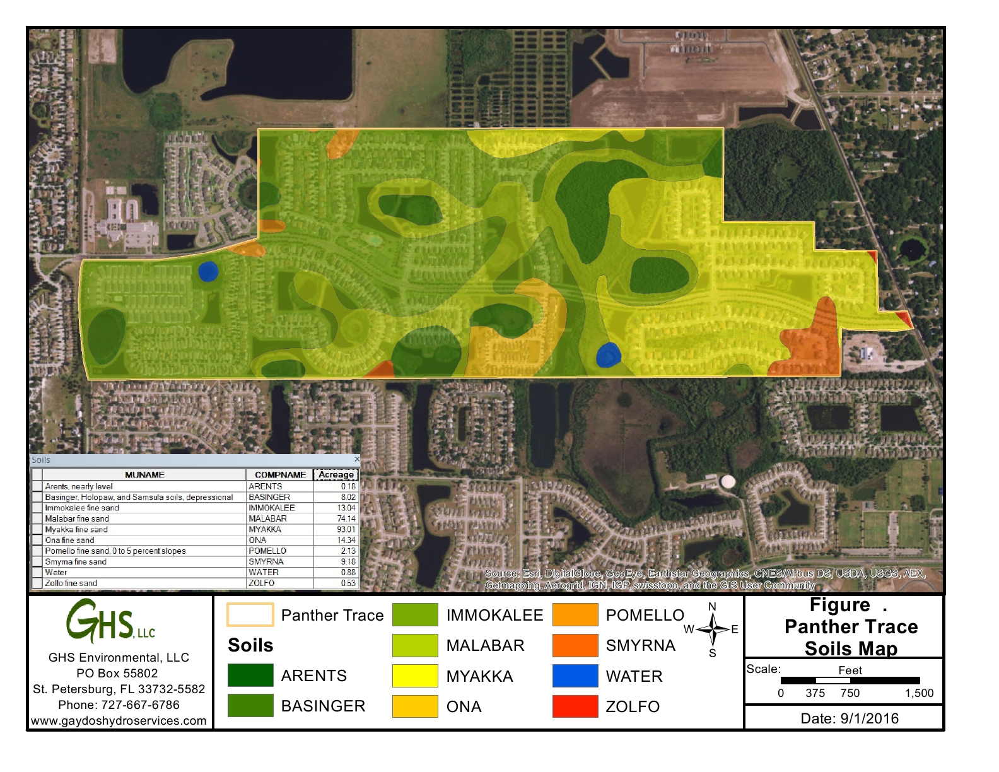 Soils x
MUNAME COMPNAME Acreage
Arents, nearly level ARENTS 0.18
Basinger, Holopaw, and Samsula soils, depressional BASINGER 8.02
Immokalee fine sand IMMOKALEE 13.04
Malabar fine sand MALABAR 74.14
Myakka fine sand MYAKKA 93.01
Ona fine sand ONA 14.34
Pomello fine sand, 0 to 5 percent slopes POMELLO 2.13
Smyrna fine sand SMYRNA 9.18
Water WATER 0.88
Zolfo fine sand ZOLFO 0.53
Source: Esri, DigitalGlobe, GeoEye, Earthstar Geographics, CNES/Airbus DS, USDA, USGS, AEX,
Getmapping, Aerogrid, IGN, IGP, swisstopo, and the GIS User Community
GHS, LLC
GHS Environmental, LLC
PO Box 55802
St. Petersburg, FL 33732-5582
Phone: 727-667-6786
www.gaydoshydroservices.com
Panther Trace
Soils
ARENTS
BASINGER
IMMOKALEE
MALABAR
MYAKKA
ONA
POMELLO
SMYRNA
WATER
ZOLFO
N
W E
S
Figure .
Panther Trace
Soils Map
Scale: Feet
0 375 750 1,500
Date: 9/1/2016